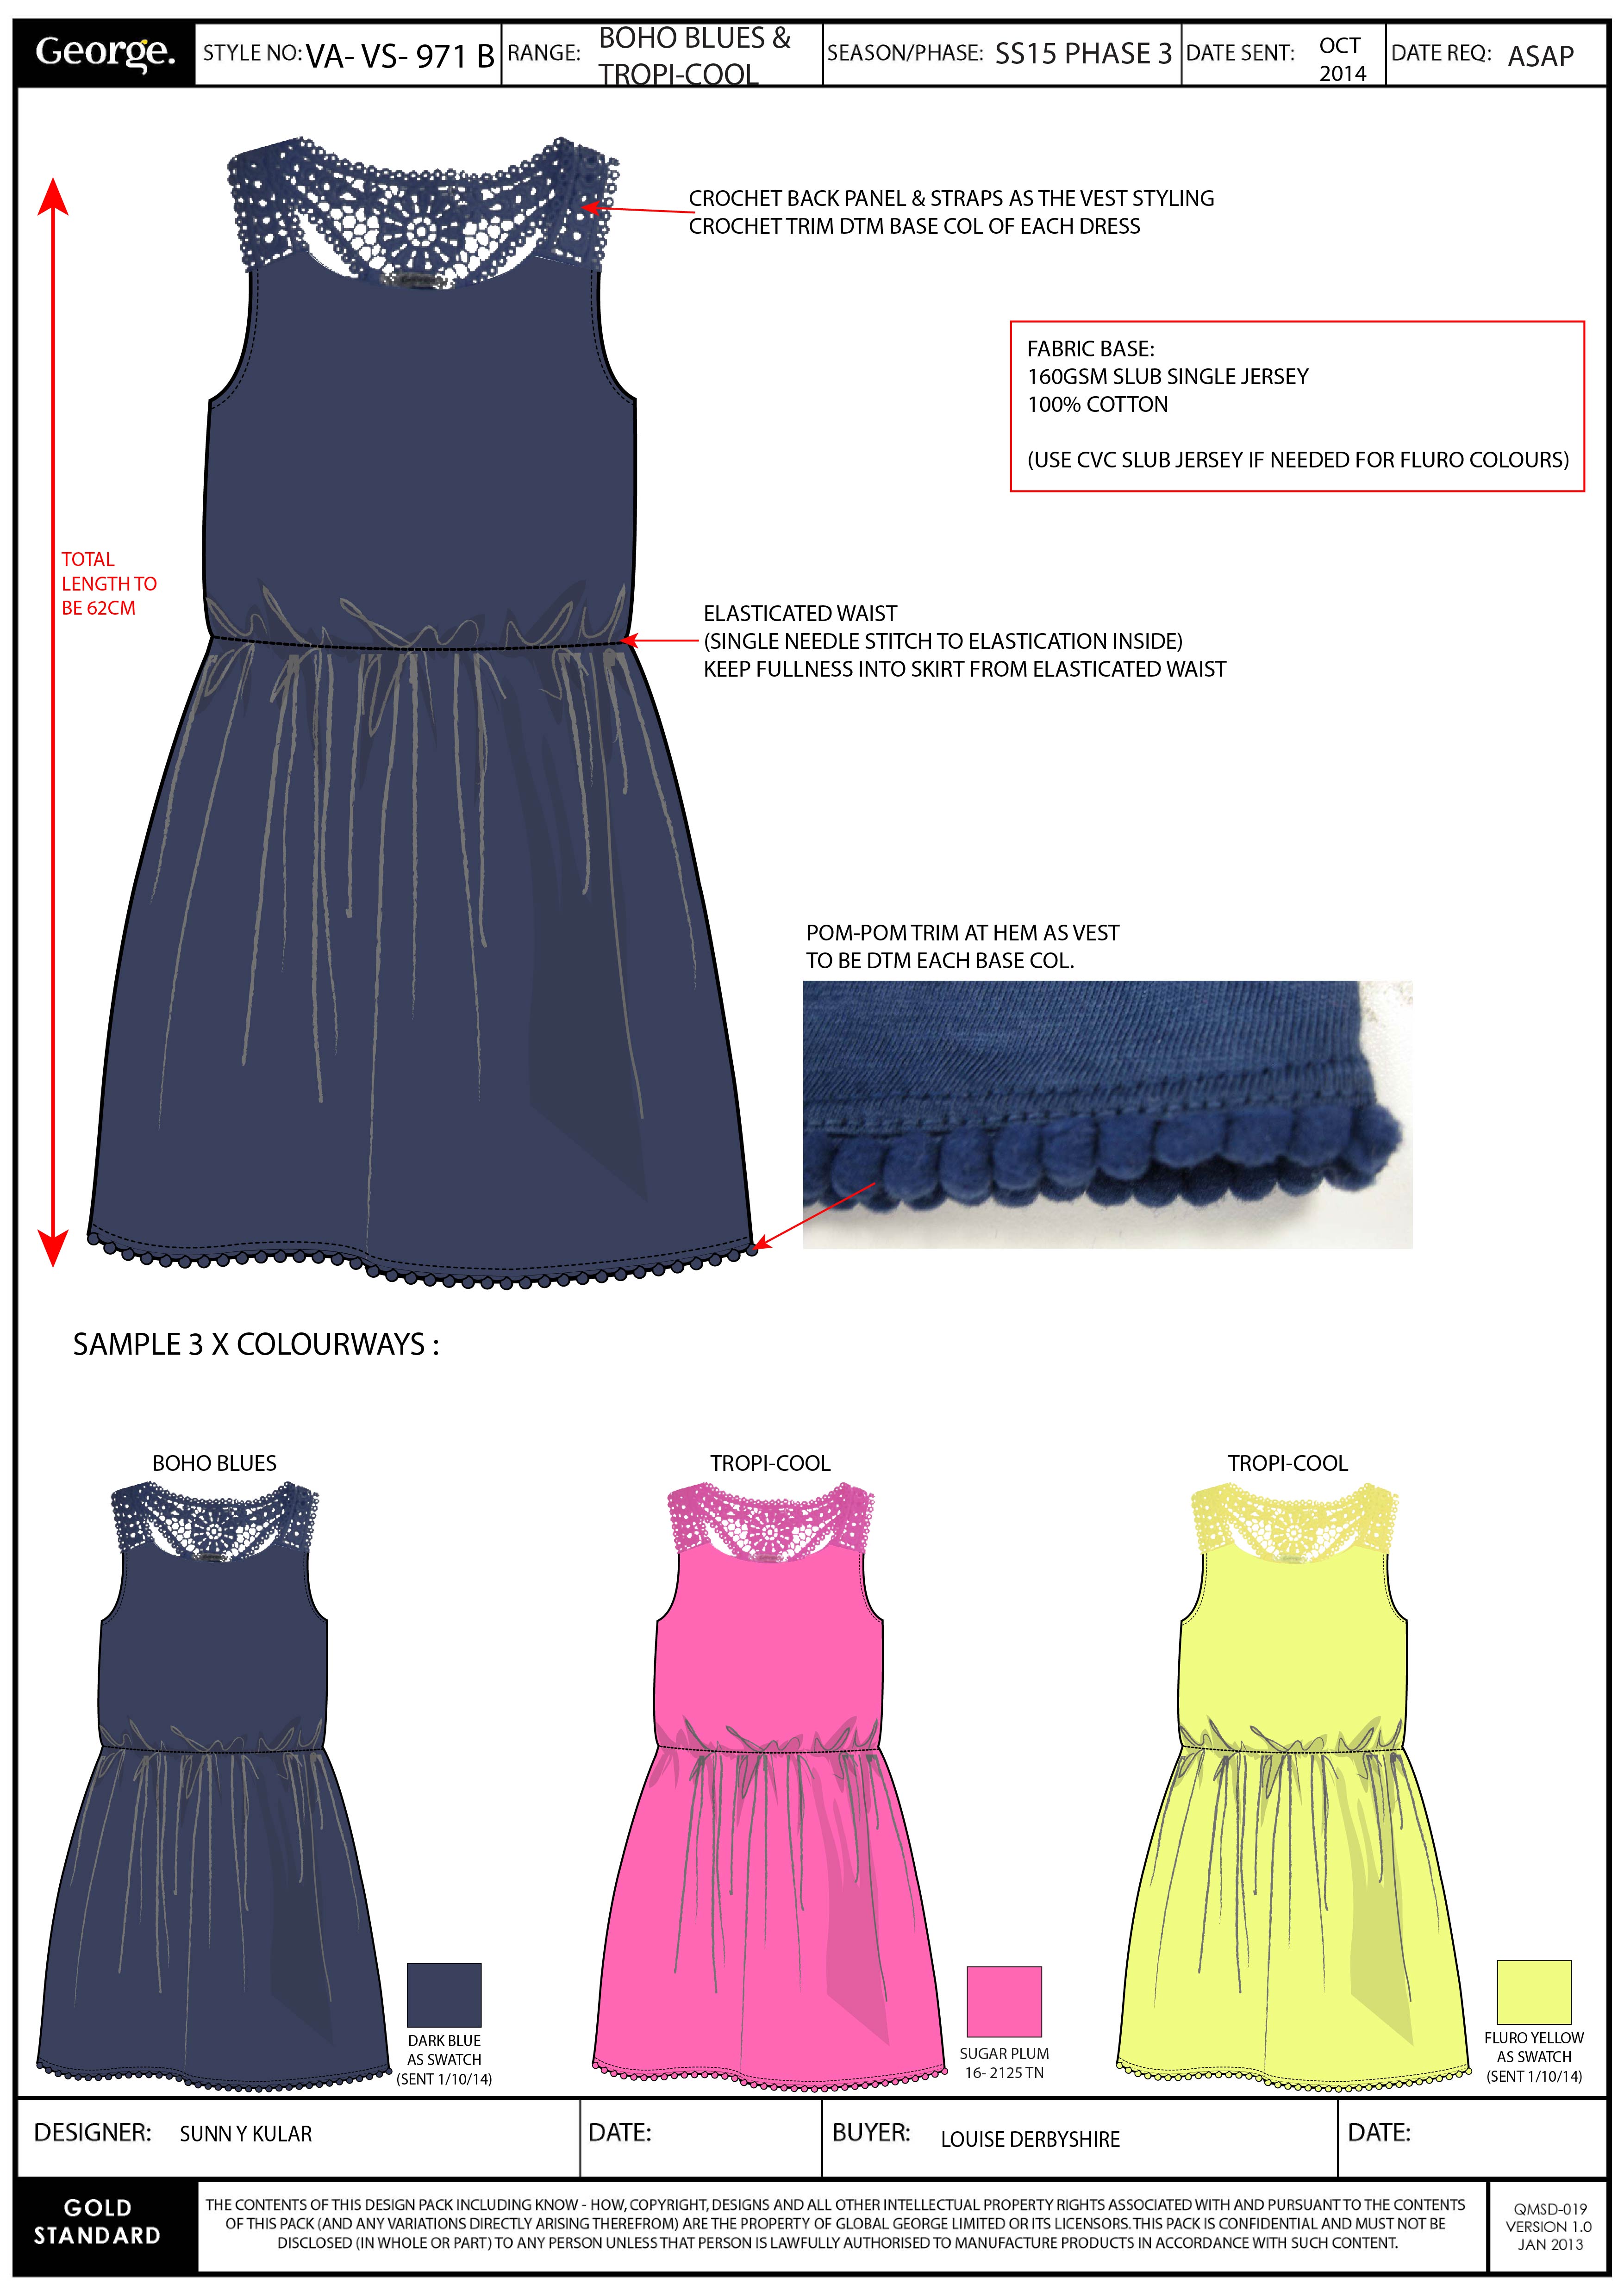 George.
STYLE NO: VA- VS- 971 B
RANGE: BOHO BLUES &
TROPI-COOL
SEASON/PHASE: SS15 PHASE 3
DATE SENT: OCT
2014
DATE REQ: ASAP
CROCHET BACK PANEL & STRAPS AS THE VEST STYLING
CROCHET TRIM DTM BASE COL OF EACH DRESS
FABRIC BASE:
160GSM SLUB SINGLE JERSEY
100% COTTON
(USE CVC SLUB JERSEY IF NEEDED FOR FLURO COLOURS)
TOTAL
LENGTH TO
BE 62CM
ELASTICATED WAIST
(SINGLE NEEDLE STITCH TO ELASTICATION INSIDE)
KEEP FULLNESS INTO SKIRT FROM ELASTICATED WAIST
POM-POM TRIM AT HEM AS VEST
TO BE DTM EACH BASE COL.
SAMPLE 3 X COLOURWAYS :
BOHO BLUES
TROPI-COOL
TROPI-COOL
DARK BLUE
AS SWATCH
(SENT 1/10/14)
SUGAR PLUM
16- 2125 TN
FLURO YELLOW
AS SWATCH
(SENT 1/10/14)
DESIGNER: SUNN Y KULAR
DATE:
BUYER: LOUISE DERBYSHIRE
DATE:
GOLD
STANDARD
THE CONTENTS OF THIS DESIGN PACK INCLUDING KNOW - HOW, COPYRIGHT, DESIGNS AND ALL OTHER INTELLECTUAL PROPERTY RIGHTS ASSOCIATED WITH AND PURSUANT TO THE CONTENTS
OF THIS PACK (AND ANY VARIATIONS DIRECTLY ARISING THEREFROM) ARE THE PROPERTY OF GLOBAL GEORGE LIMITED OR ITS LICENSORS. THIS PACK IS CONFIDENTIAL AND MUST NOT BE
DISCLOSED (IN WHOLE OR PART) TO ANY PERSON UNLESS THAT PERSON IS LAWFULLY AUTHORISED TO MANUFACTURE PRODUCTS IN ACCORDANCE WITH SUCH CONTENT.
QMSD-019
VERSION 1.0
JAN 2013